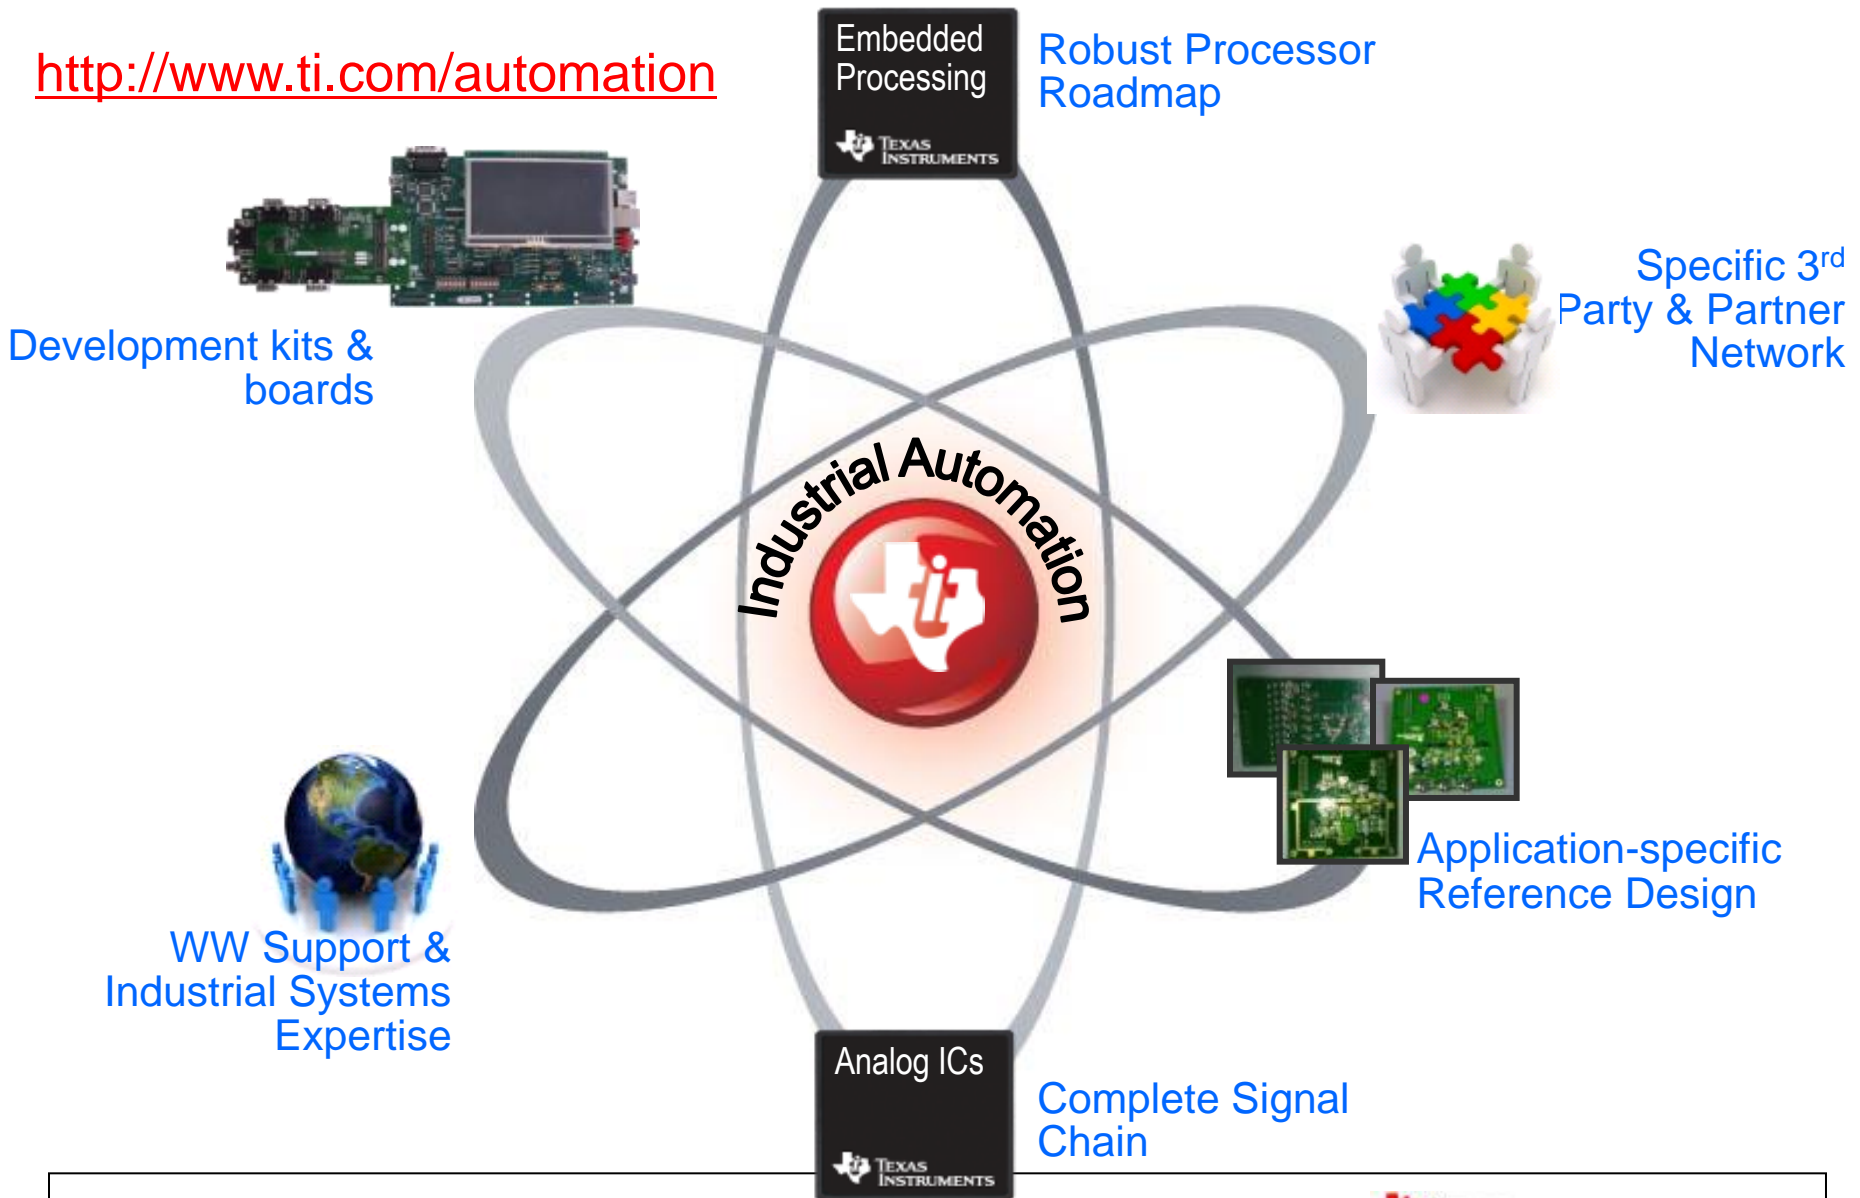 http://www.ti.com/automation
Embedded
Processing
TEXAS
INSTRUMENTS
Robust Processor
Roadmap
Development kits &
boards
Specific 3rd
Party & Partner
Network
Industrial Automation
WW Support &
Industrial Systems
Expertise
Application-specific
Reference Design
Analog ICs
TEXAS
INSTRUMENTS
Complete Signal
Chain